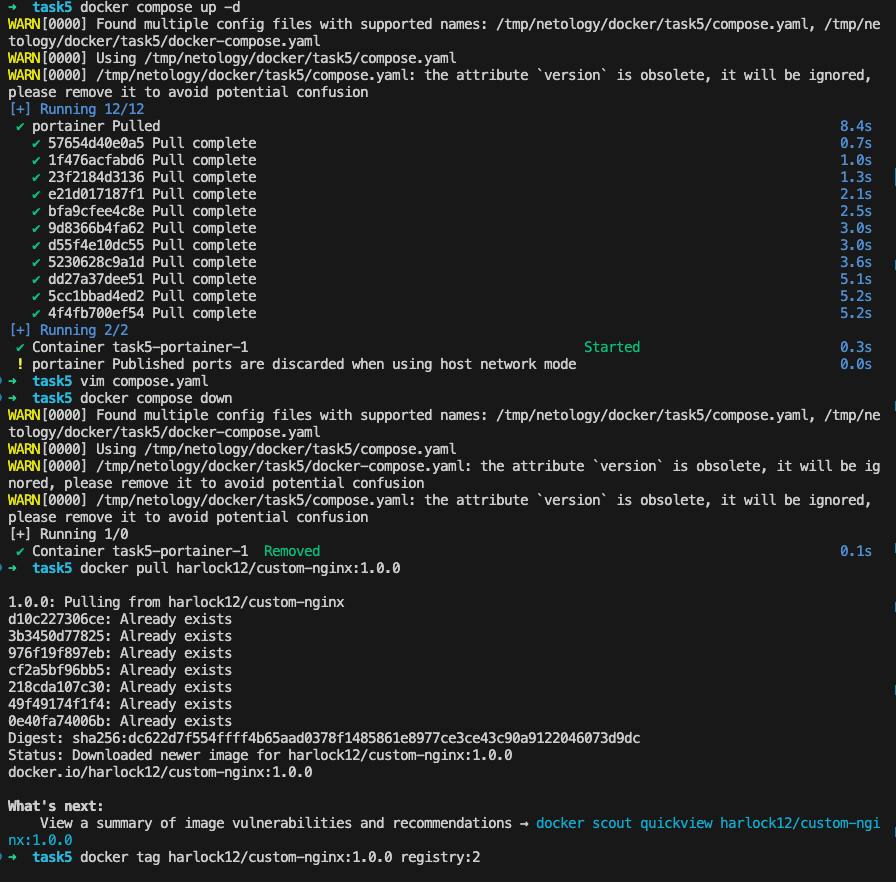 ➜  task5 docker compose up -d
WARN[0000] Found multiple config files with supported names: /tmp/netology/docker/task5/compose.yaml, /tmp/ne
tology/docker/task5/docker-compose.yaml
WARN[0000] Using /tmp/netology/docker/task5/compose.yaml
WARN[0000] /tmp/netology/docker/task5/compose.yaml: the attribute `version` is obsolete, it will be ignored,
please remove it to avoid potential confusion
[+] Running 12/12
 ✔ portainer Pulled 8.4s
   ✔ 57654d40e0a5 Pull complete 0.7s
   ✔ 1f476acfabd6 Pull complete 1.0s
   ✔ 23f2184d3136 Pull complete 1.3s
   ✔ e21d017187f1 Pull complete 2.1s
   ✔ bfa9cfee4c8e Pull complete 2.5s
   ✔ 9d8366b4fa62 Pull complete 3.0s
   ✔ d55f4e10dc55 Pull complete 3.0s
   ✔ 5230628c9a1d Pull complete 3.6s
   ✔ dd27a37dee51 Pull complete 5.1s
   ✔ 5cc1bbad4ed2 Pull complete 5.2s
   ✔ 4f4fb700ef54 Pull complete 5.2s
[+] Running 2/2
 ✔ Container task5-portainer-1 Started 0.3s
 ! portainer Published ports are discarded when using host network mode 0.0s
➜  task5 vim compose.yaml
➜  task5 docker compose down
WARN[0000] Found multiple config files with supported names: /tmp/netology/docker/task5/compose.yaml, /tmp/ne
tology/docker/task5/docker-compose.yaml
WARN[0000] Using /tmp/netology/docker/task5/compose.yaml
WARN[0000] /tmp/netology/docker/task5/docker-compose.yaml: the attribute `version` is obsolete, it will be ig
nored, please remove it to avoid potential confusion
WARN[0000] /tmp/netology/docker/task5/compose.yaml: the attribute `version` is obsolete, it will be ignored,
please remove it to avoid potential confusion
[+] Running 1/0
 ✔ Container task5-portainer-1  Removed 0.1s
➜  task5 docker pull harlock12/custom-nginx:1.0.0
1.0.0: Pulling from harlock12/custom-nginx
d10c227306ce: Already exists
3b3450d77825: Already exists
976f19f897eb: Already exists
cf2a5bf96bb5: Already exists
218cda107c30: Already exists
49f49174f1f4: Already exists
0e40fa74006b: Already exists
Digest: sha256:dc622d7f554ffff4b65aad0378f1485861e8977ce3ce43c90a9122046073d9dc
Status: Downloaded newer image for harlock12/custom-nginx:1.0.0
docker.io/harlock12/custom-nginx:1.0.0
What's next:
    View a summary of image vulnerabilities and recommendations → docker scout quickview harlock12/custom-ngi
nx:1.0.0
➜  task5 docker tag harlock12/custom-nginx:1.0.0 registry:2